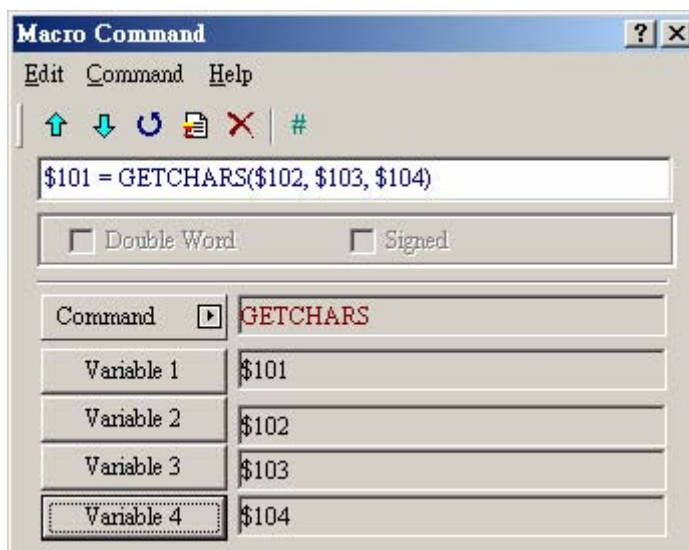 Macro Command
Edit Command Help
#
$101 = GETCHARS($102, $103, $104)
Double Word Signed
Command GETCHARS
Variable 1 $101
Variable 2 $102
Variable 3 $103
Variable 4 $104